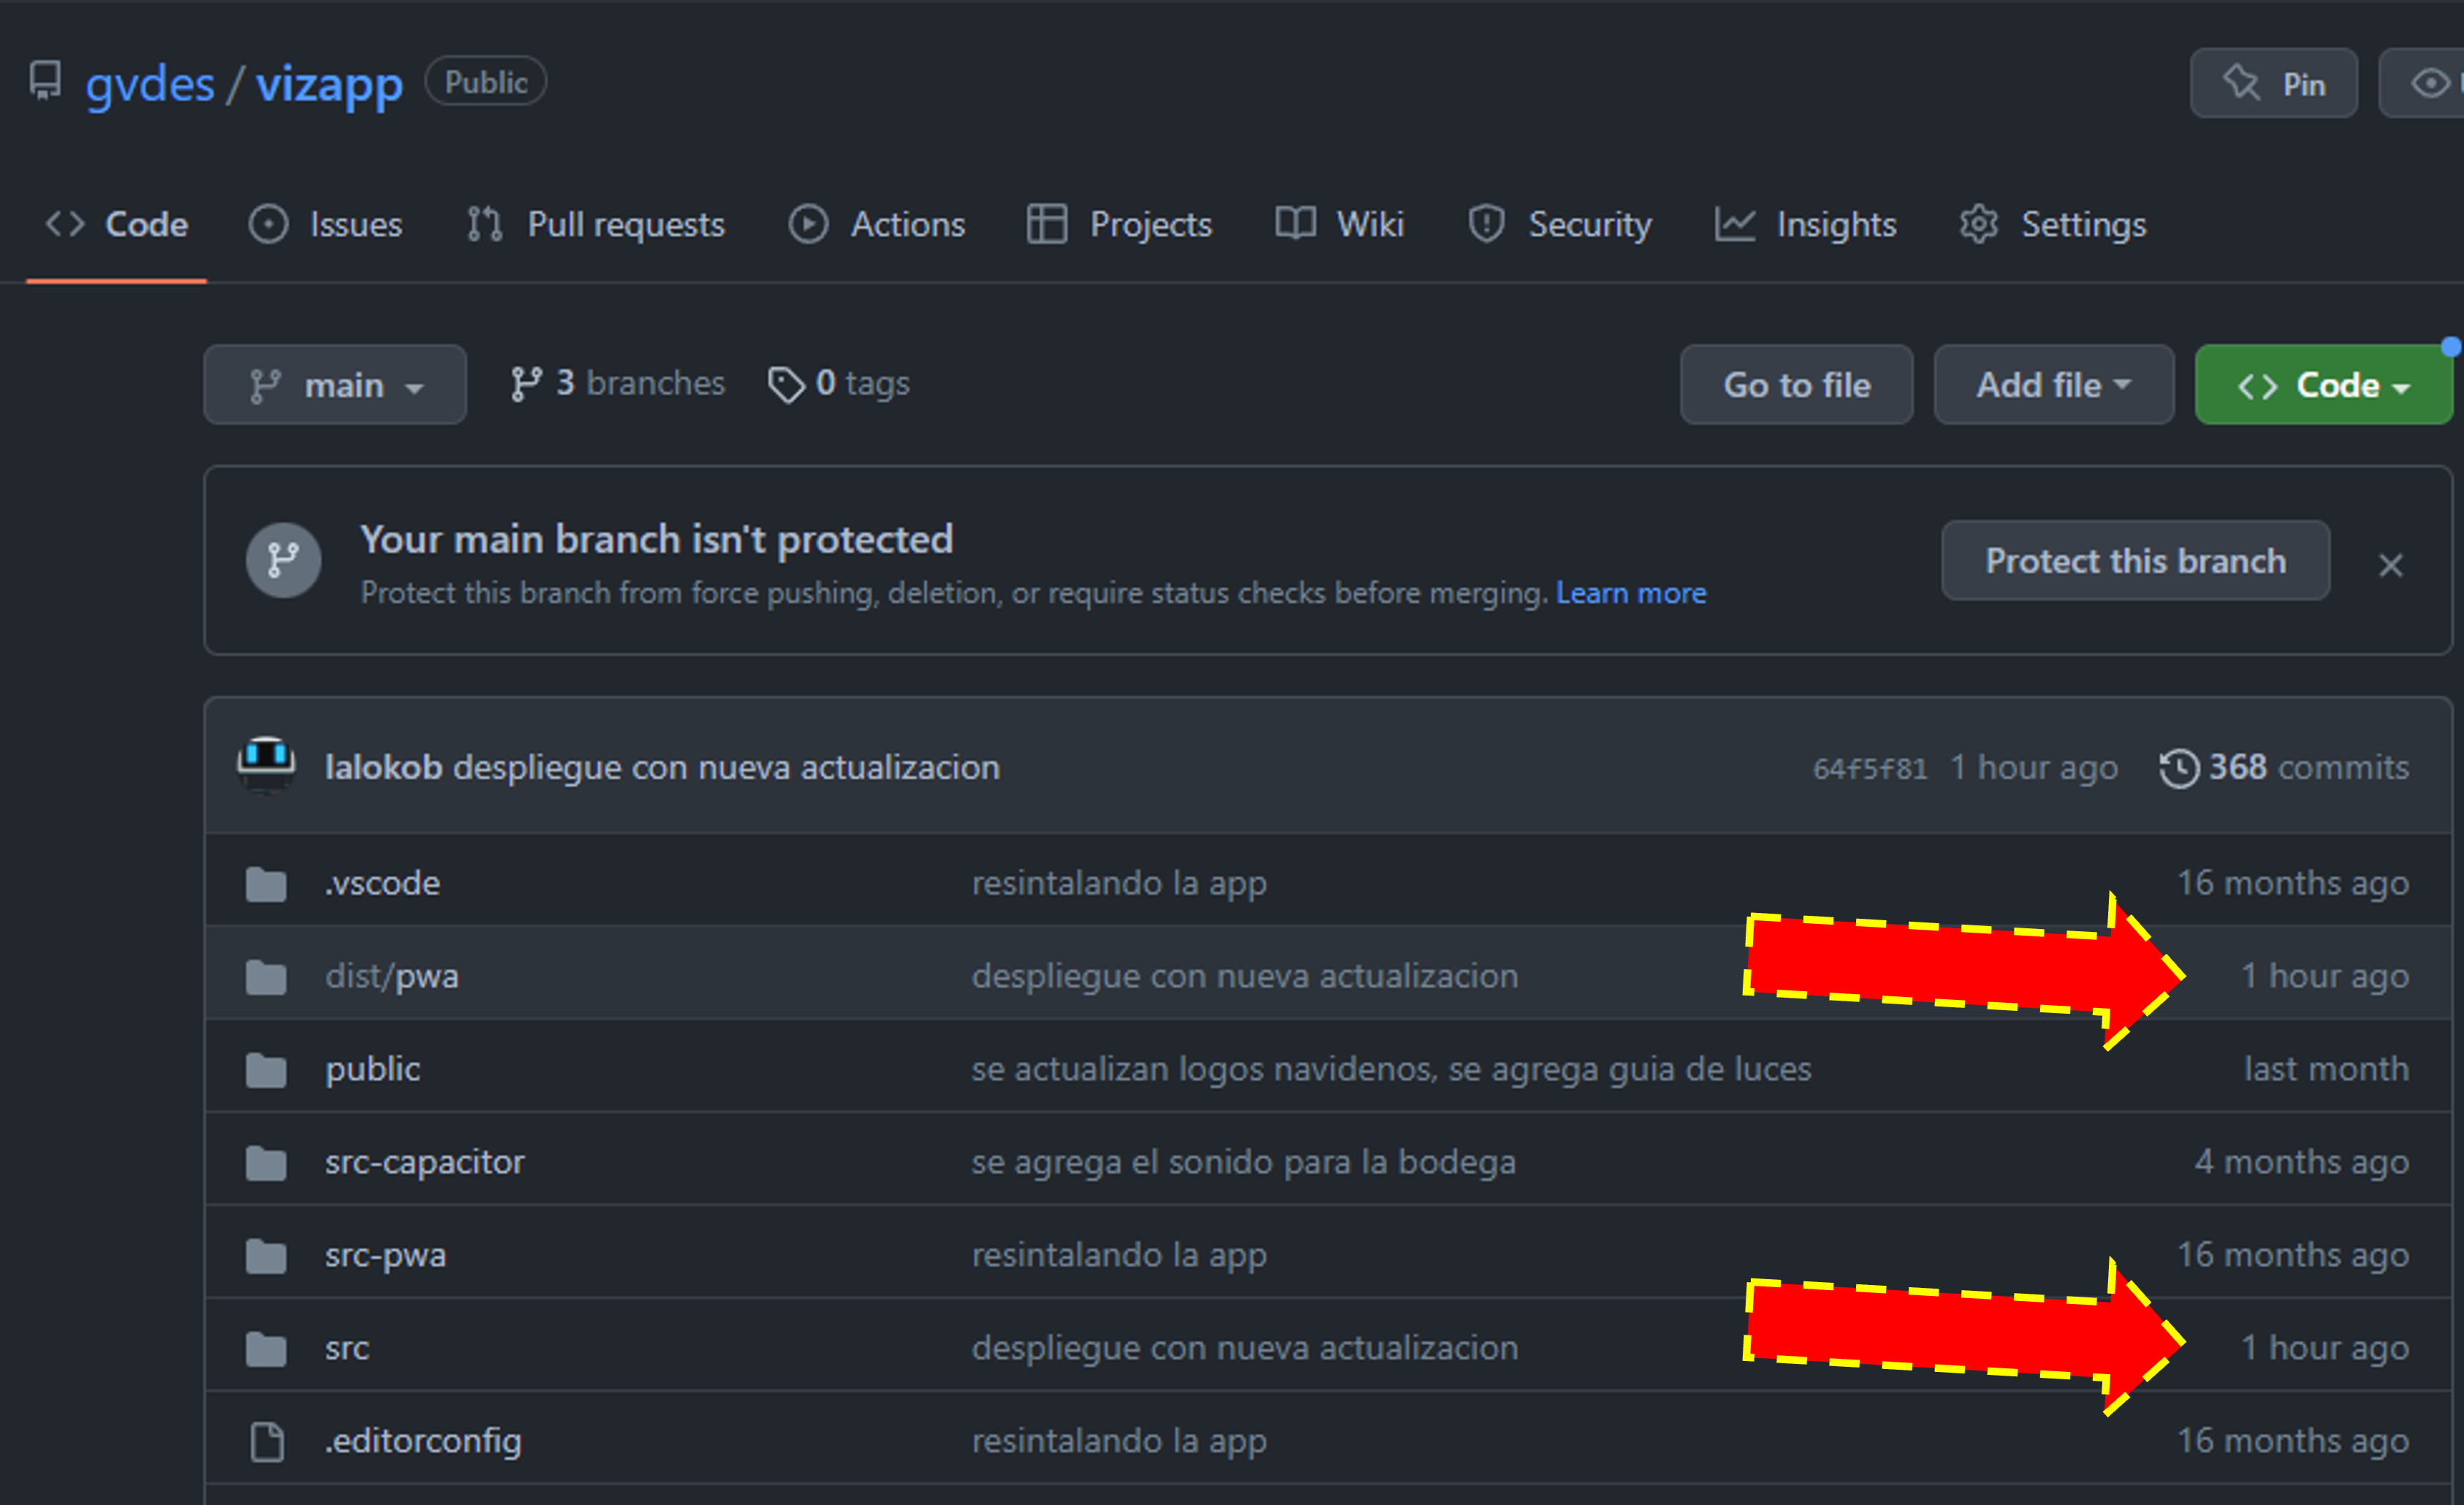 gvdes / vizapp Public Pin
Code Issues Pull requests Actions Projects Wiki Security Insights Settings
main 3 branches 0 tags Go to file Add file Code
Your main branch isn't protected
Protect this branch from force pushing, deletion, or require status checks before merging. Learn more
Protect this branch
lalokob despliegue con nueva actualizacion 64f5f81 1 hour ago 368 commits
.vscode resintalando la app 16 months ago
dist/pwa despliegue con nueva actualizacion 1 hour ago
public se actualizan logos navidenos, se agrega guia de luces last month
src-capacitor se agrega el sonido para la bodega 4 months ago
src-pwa resintalando la app 16 months ago
src despliegue con nueva actualizacion 1 hour ago
.editorconfig resintalando la app 16 months ago